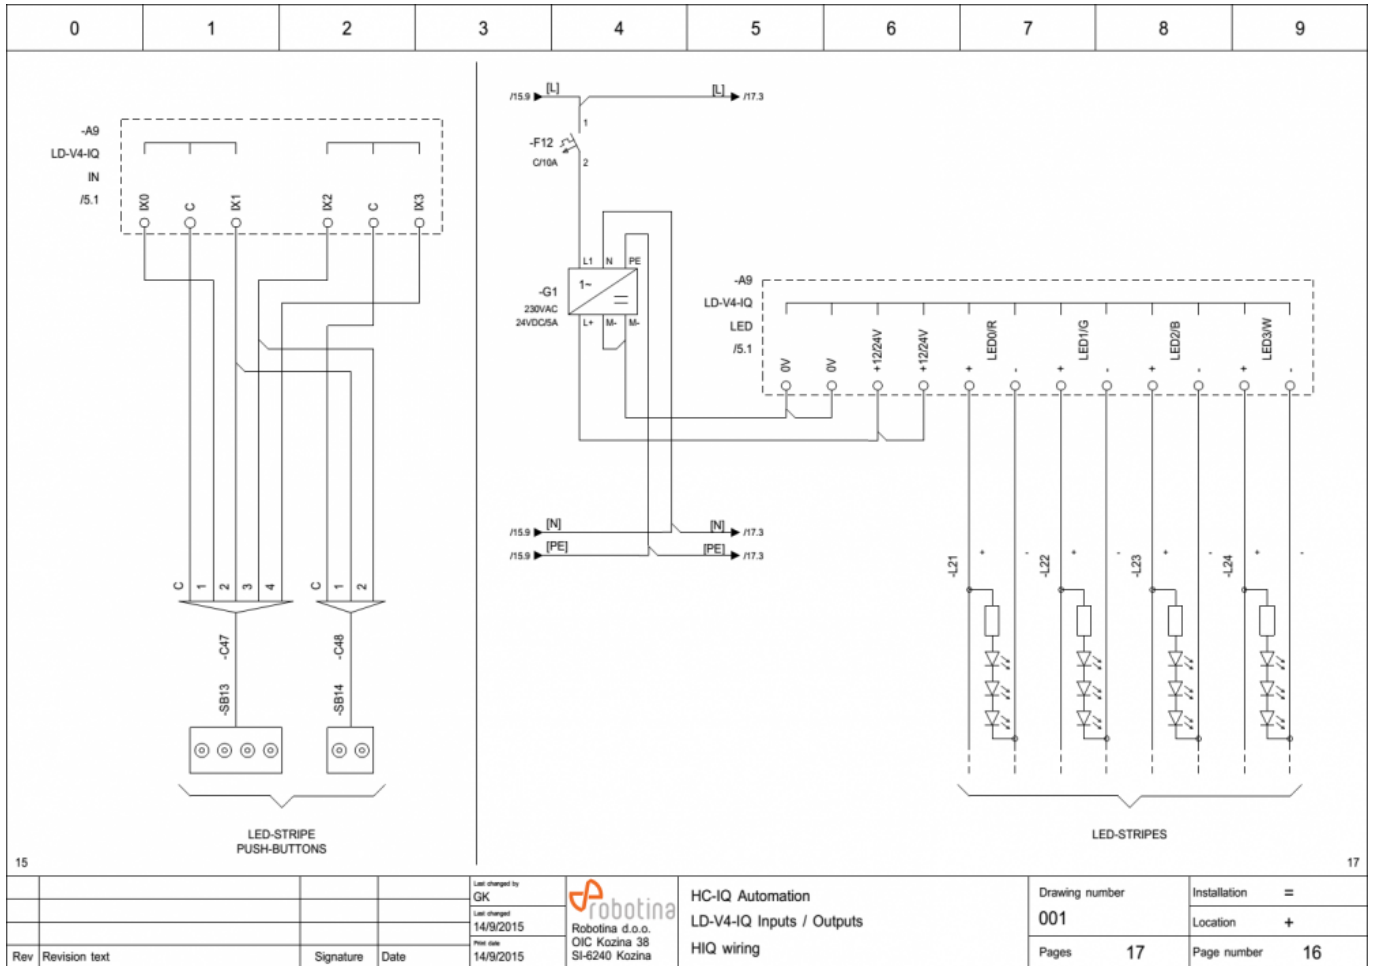 0 1 2 3 4 5 6 7 8 9
-A9
LD-V4-IQ
IN
/5.1
IX0 C IX1 IX2 C IX3
C 1 2 3 4 C 1 2
-C47 -C48
-SB13 -SB14
LED-STRIPE
PUSH-BUTTONS
15
/15.9 [L] [L] /17.3
1
-F12
C/10A 2
L1 N PE
-G1 1~
230VAC
24VDC/5A L+ M- M-
-A9
LD-V4-IQ
LED
/5.1
0V 0V +12/24V +12/24V LED0/R LED1/G LED2/B LED3/W
+ - + - + - + -
/15.9 [N] [N] /17.3
/15.9 [PE] [PE] /17.3
-L21 + - -L22 + - -L23 + - -L24 + -
LED-STRIPES
17
Rev Revision text Signature Date
Last changed by
GK
Last changed
14/9/2015
Print date
14/9/2015
robotina
Robotina d.o.o.
OIC Kozina 38
SI-6240 Kozina
HC-IQ Automation
LD-V4-IQ Inputs / Outputs
HIQ wiring
Drawing number
001
Pages 17
Installation =
Location +
Page number 16